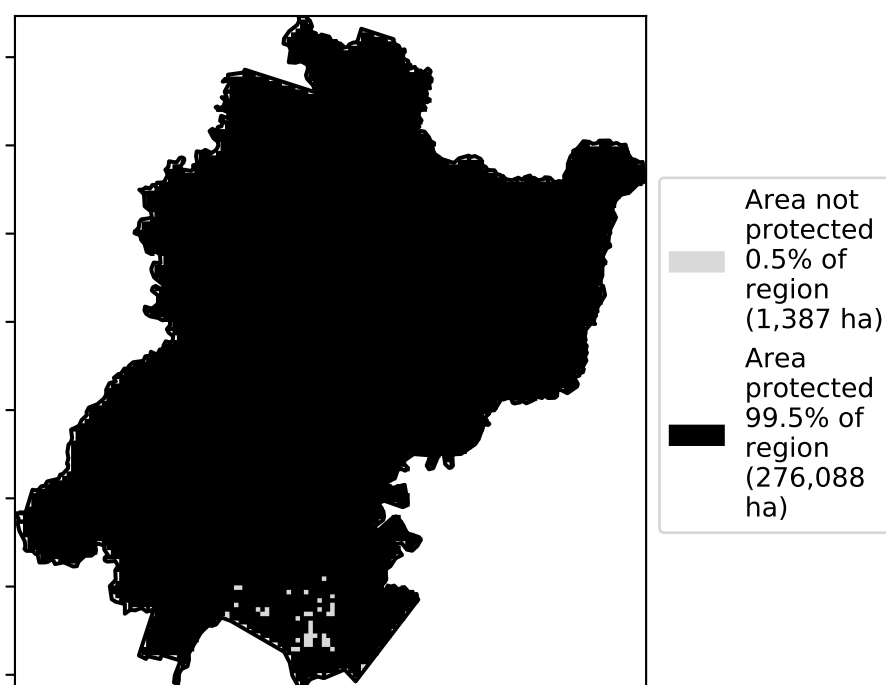 Area not
protected
0.5% of
region
(1,387 ha)
Area
protected
99.5% of
region
(276,088
ha)